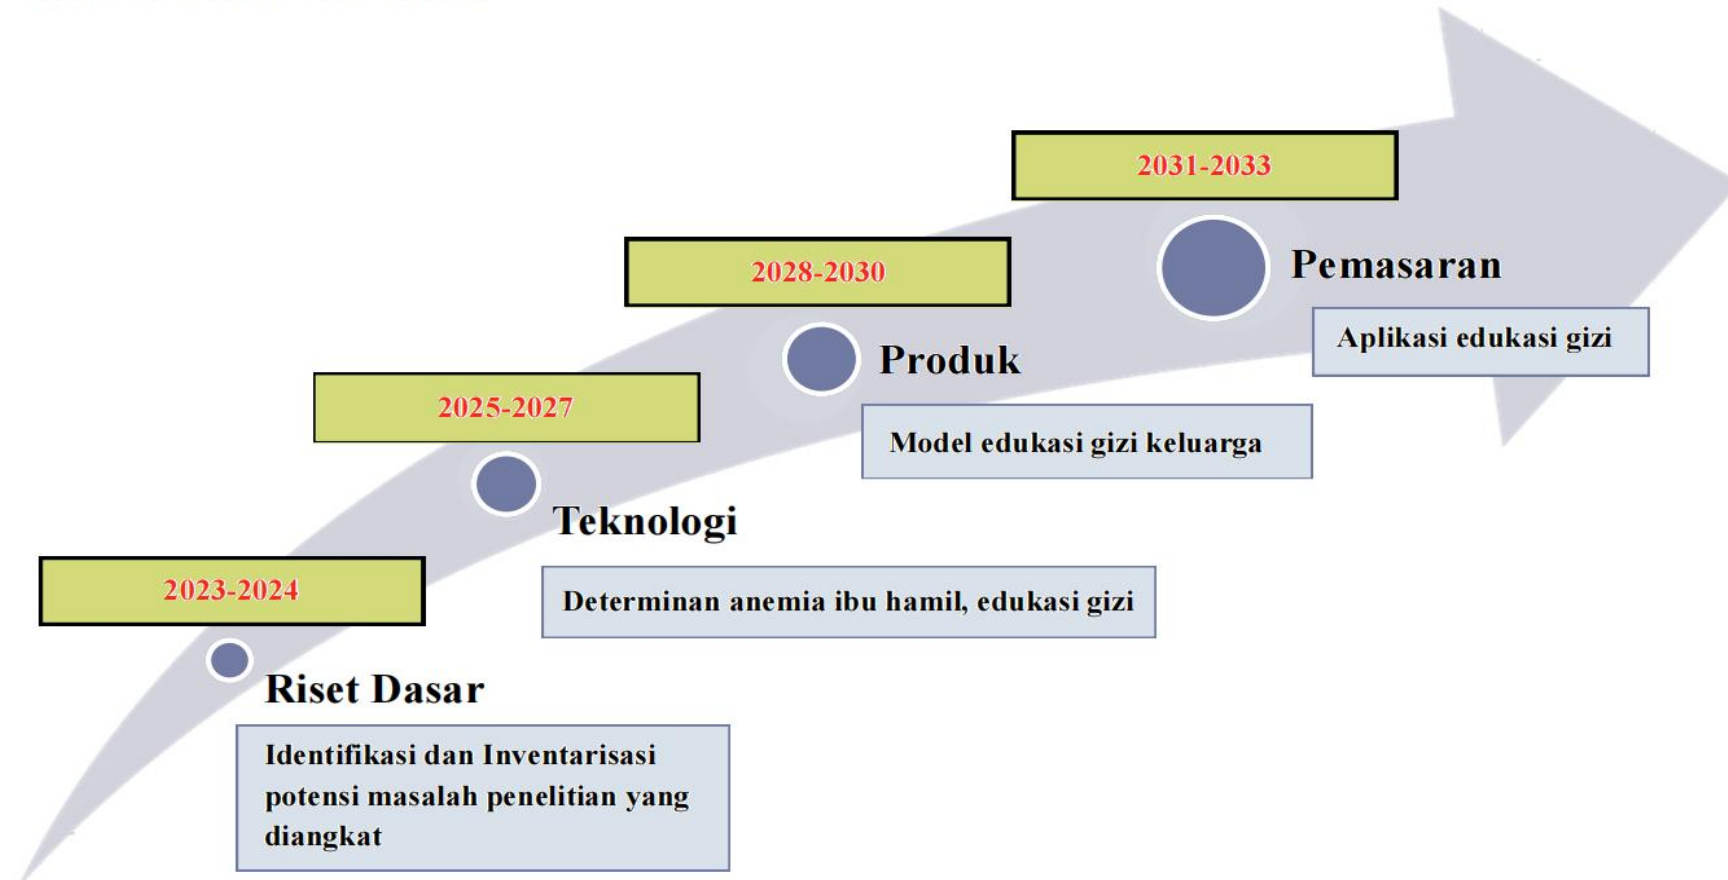 2023-2024
Riset Dasar
Identifikasi dan Inventarisasi
potensi masalah penelitian yang
diangkat
2025-2027
Teknologi
Determinan anemia ibu hamil, edukasi gizi
2028-2030
Produk
Model edukasi gizi keluarga
2031-2033
Pemasaran
Aplikasi edukasi gizi